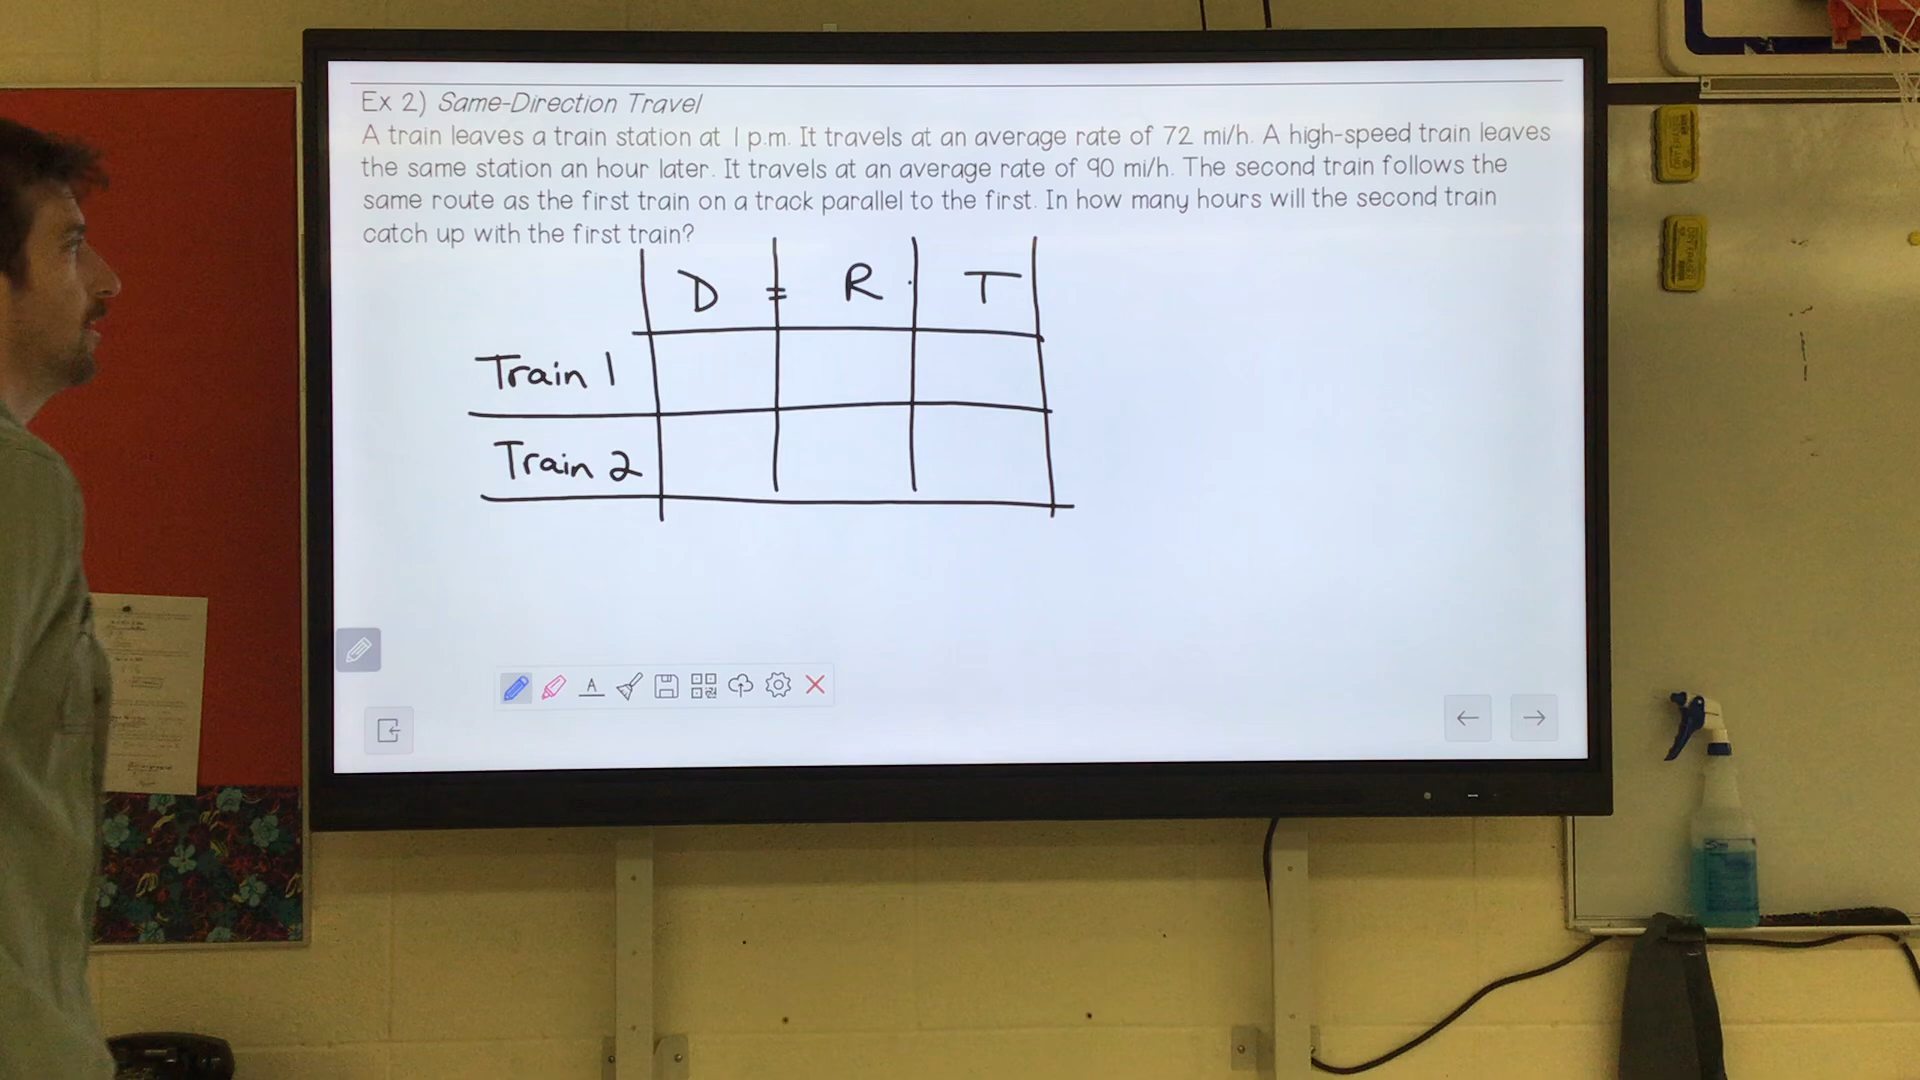 Ex 2) Same-Direction Travel
A train leaves a train station at 1 p.m. It travels at an average rate of 72 mi/h. A high-speed train leaves
the same station an hour later. It travels at an average rate of 90 mi/h. The second train follows the
same route as the first train on a track parallel to the first. In how many hours will the second train
catch up with the first train?
D = R · T
Train 1
Train 2
A